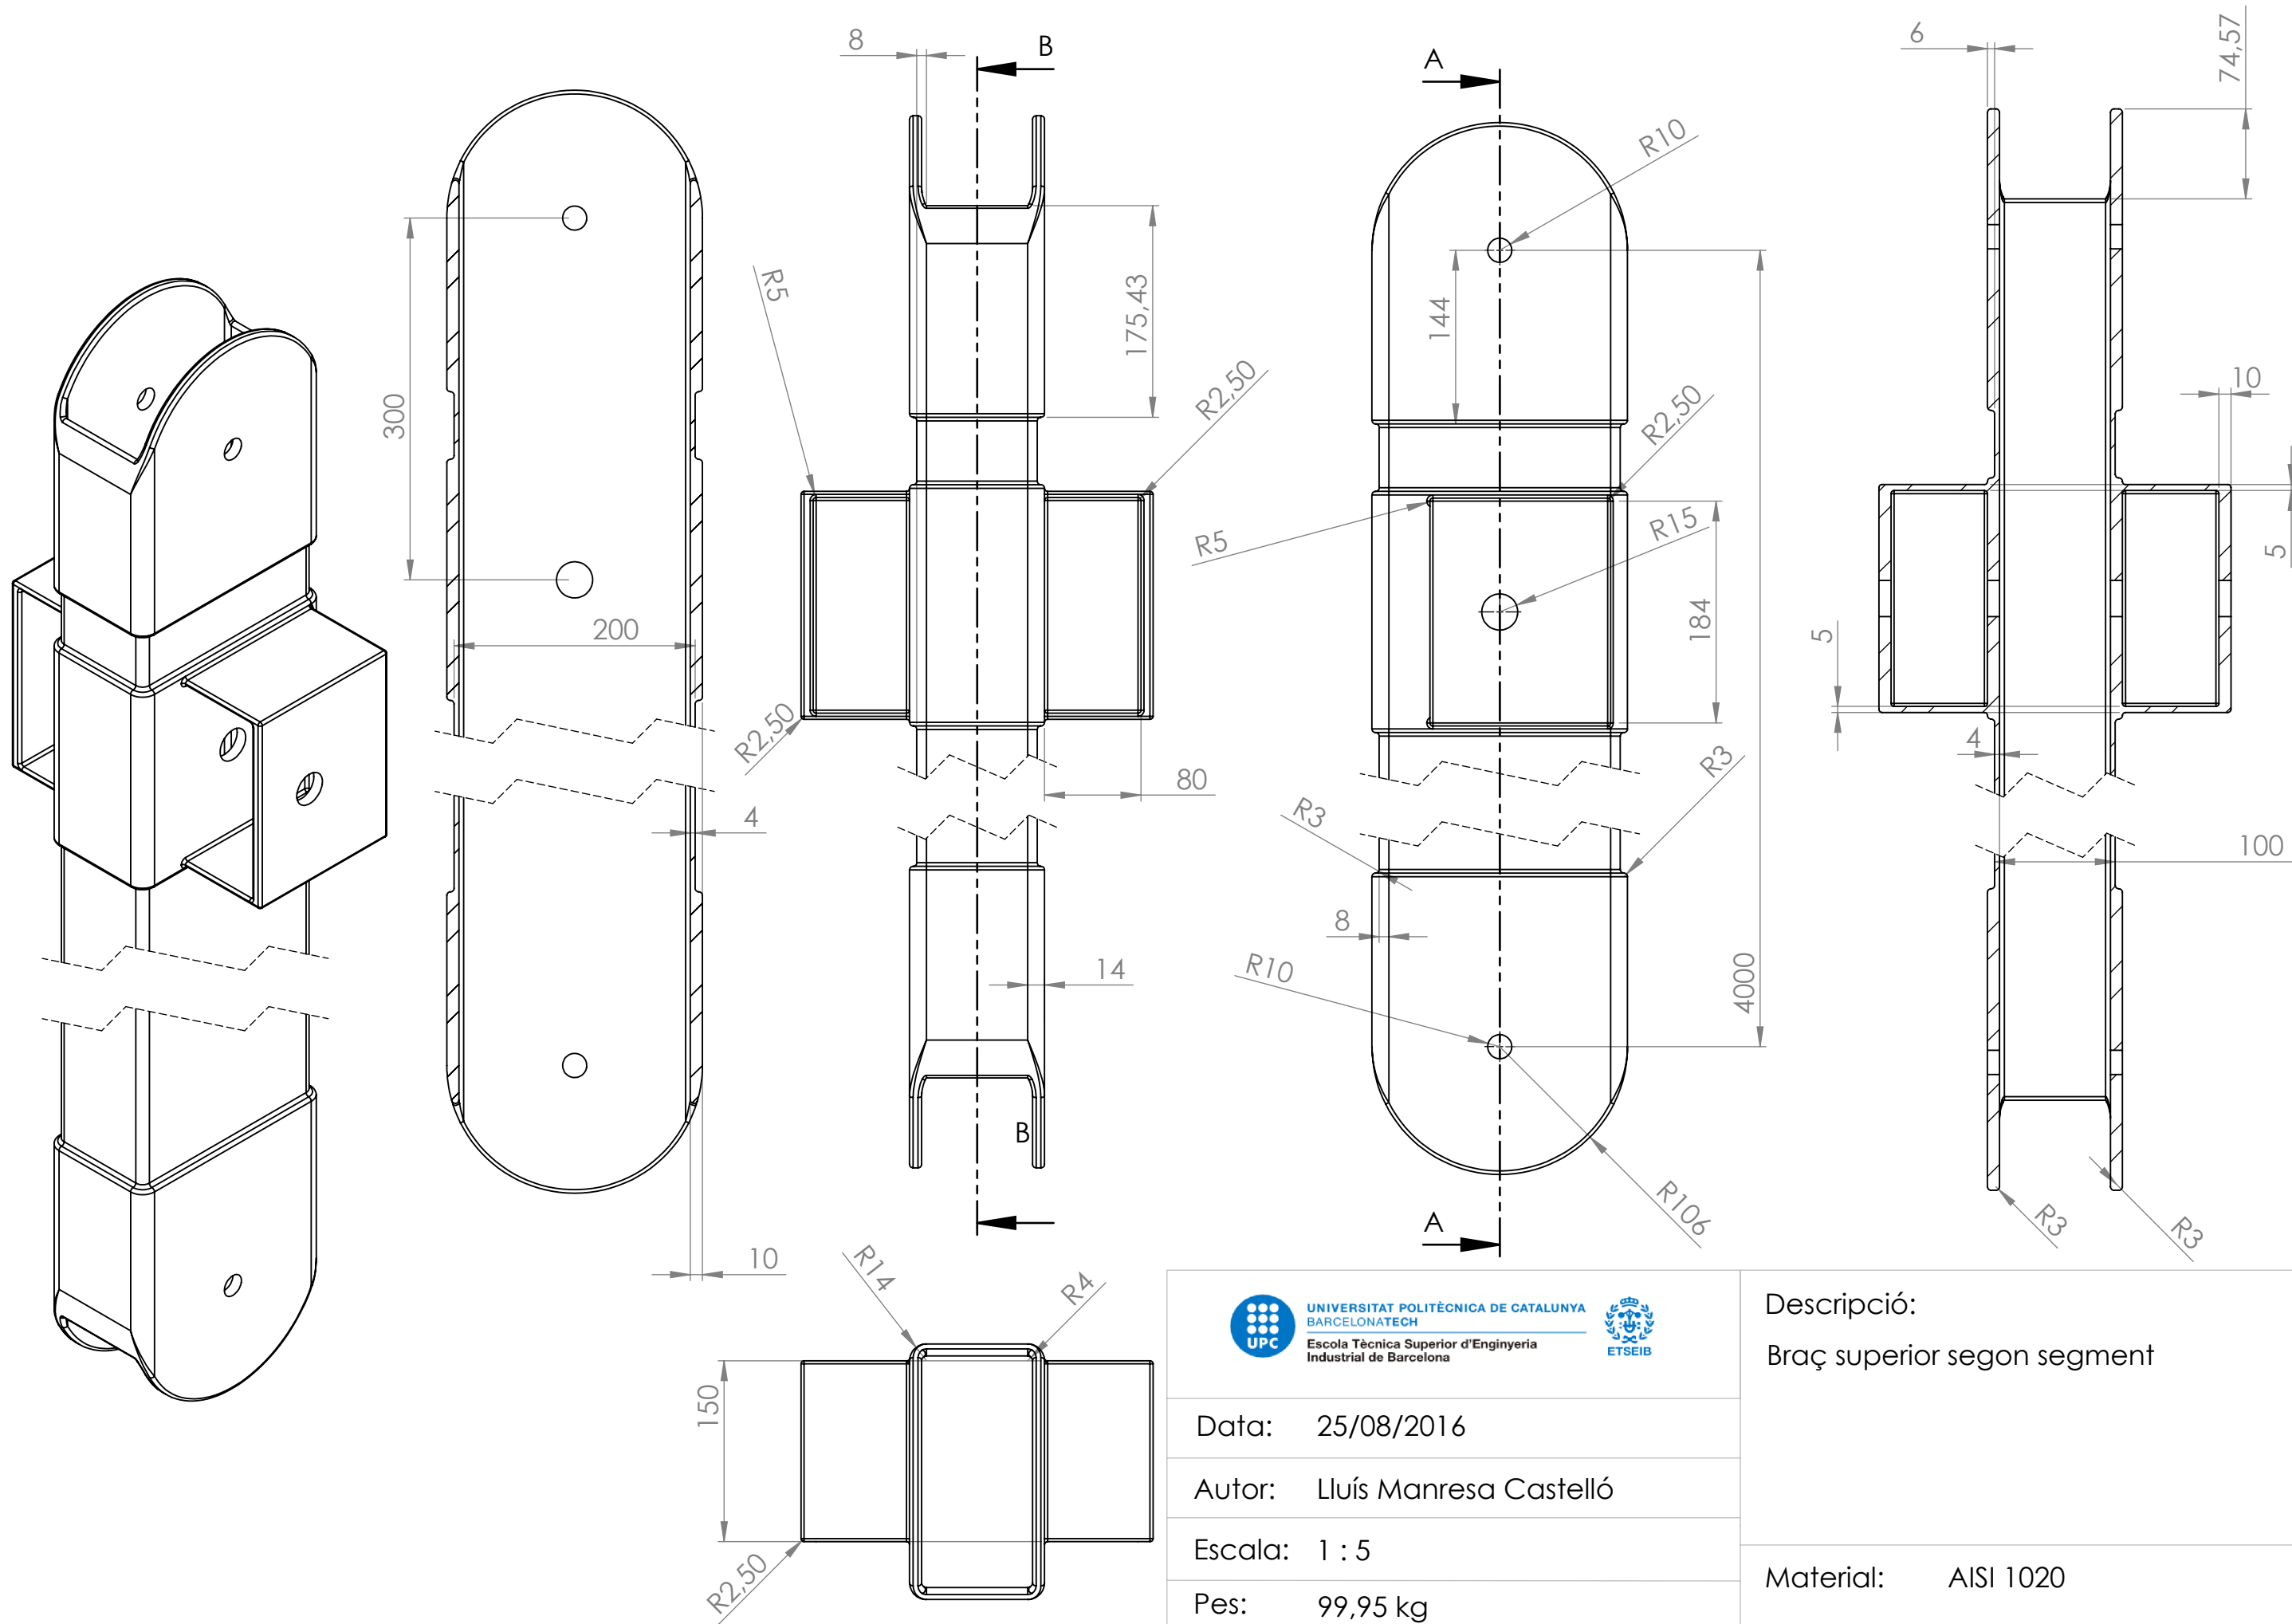 8
B
A
6
74,57
R10
R5
175,43
144
R2,50
R2,50
10
300
R5
R15
5
200
184
5
R2,50
4
80
R3
4
R3
100
8
14
R10
4000
B
R106
A
R3
R3
10
R14
R4
150
R2,50
UPC
UNIVERSITAT POLITÈCNICA DE CATALUNYA
BARCELONATECH
Escola Tècnica Superior d'Enginyeria
Industrial de Barcelona
ETSEIB
Descripció:
Braç superior segon segment
Data: 25/08/2016
Autor: Lluís Manresa Castelló
Escala: 1 : 5
Pes: 99,95 kg
Material: AISI 1020